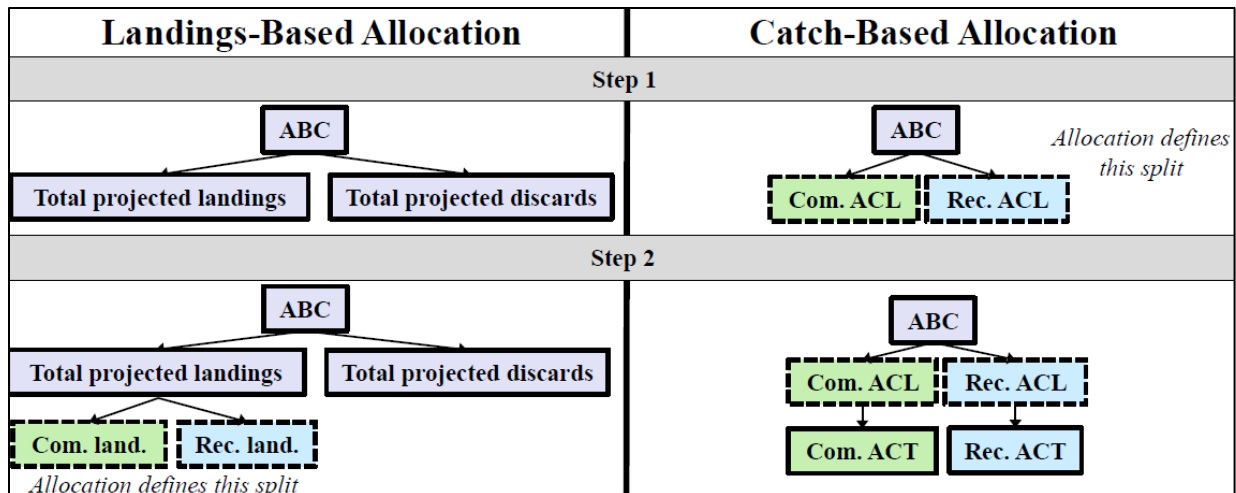 Landings-Based Allocation
Catch-Based Allocation
Step 1
ABC
Total projected landings
Total projected discards
ABC
Allocation defines
this split
Com. ACL
Rec. ACL
Step 2
ABC
Total projected landings
Total projected discards
Com. land.
Rec. land.
Allocation defines this split
ABC
Com. ACL
Rec. ACL
Com. ACT
Rec. ACT